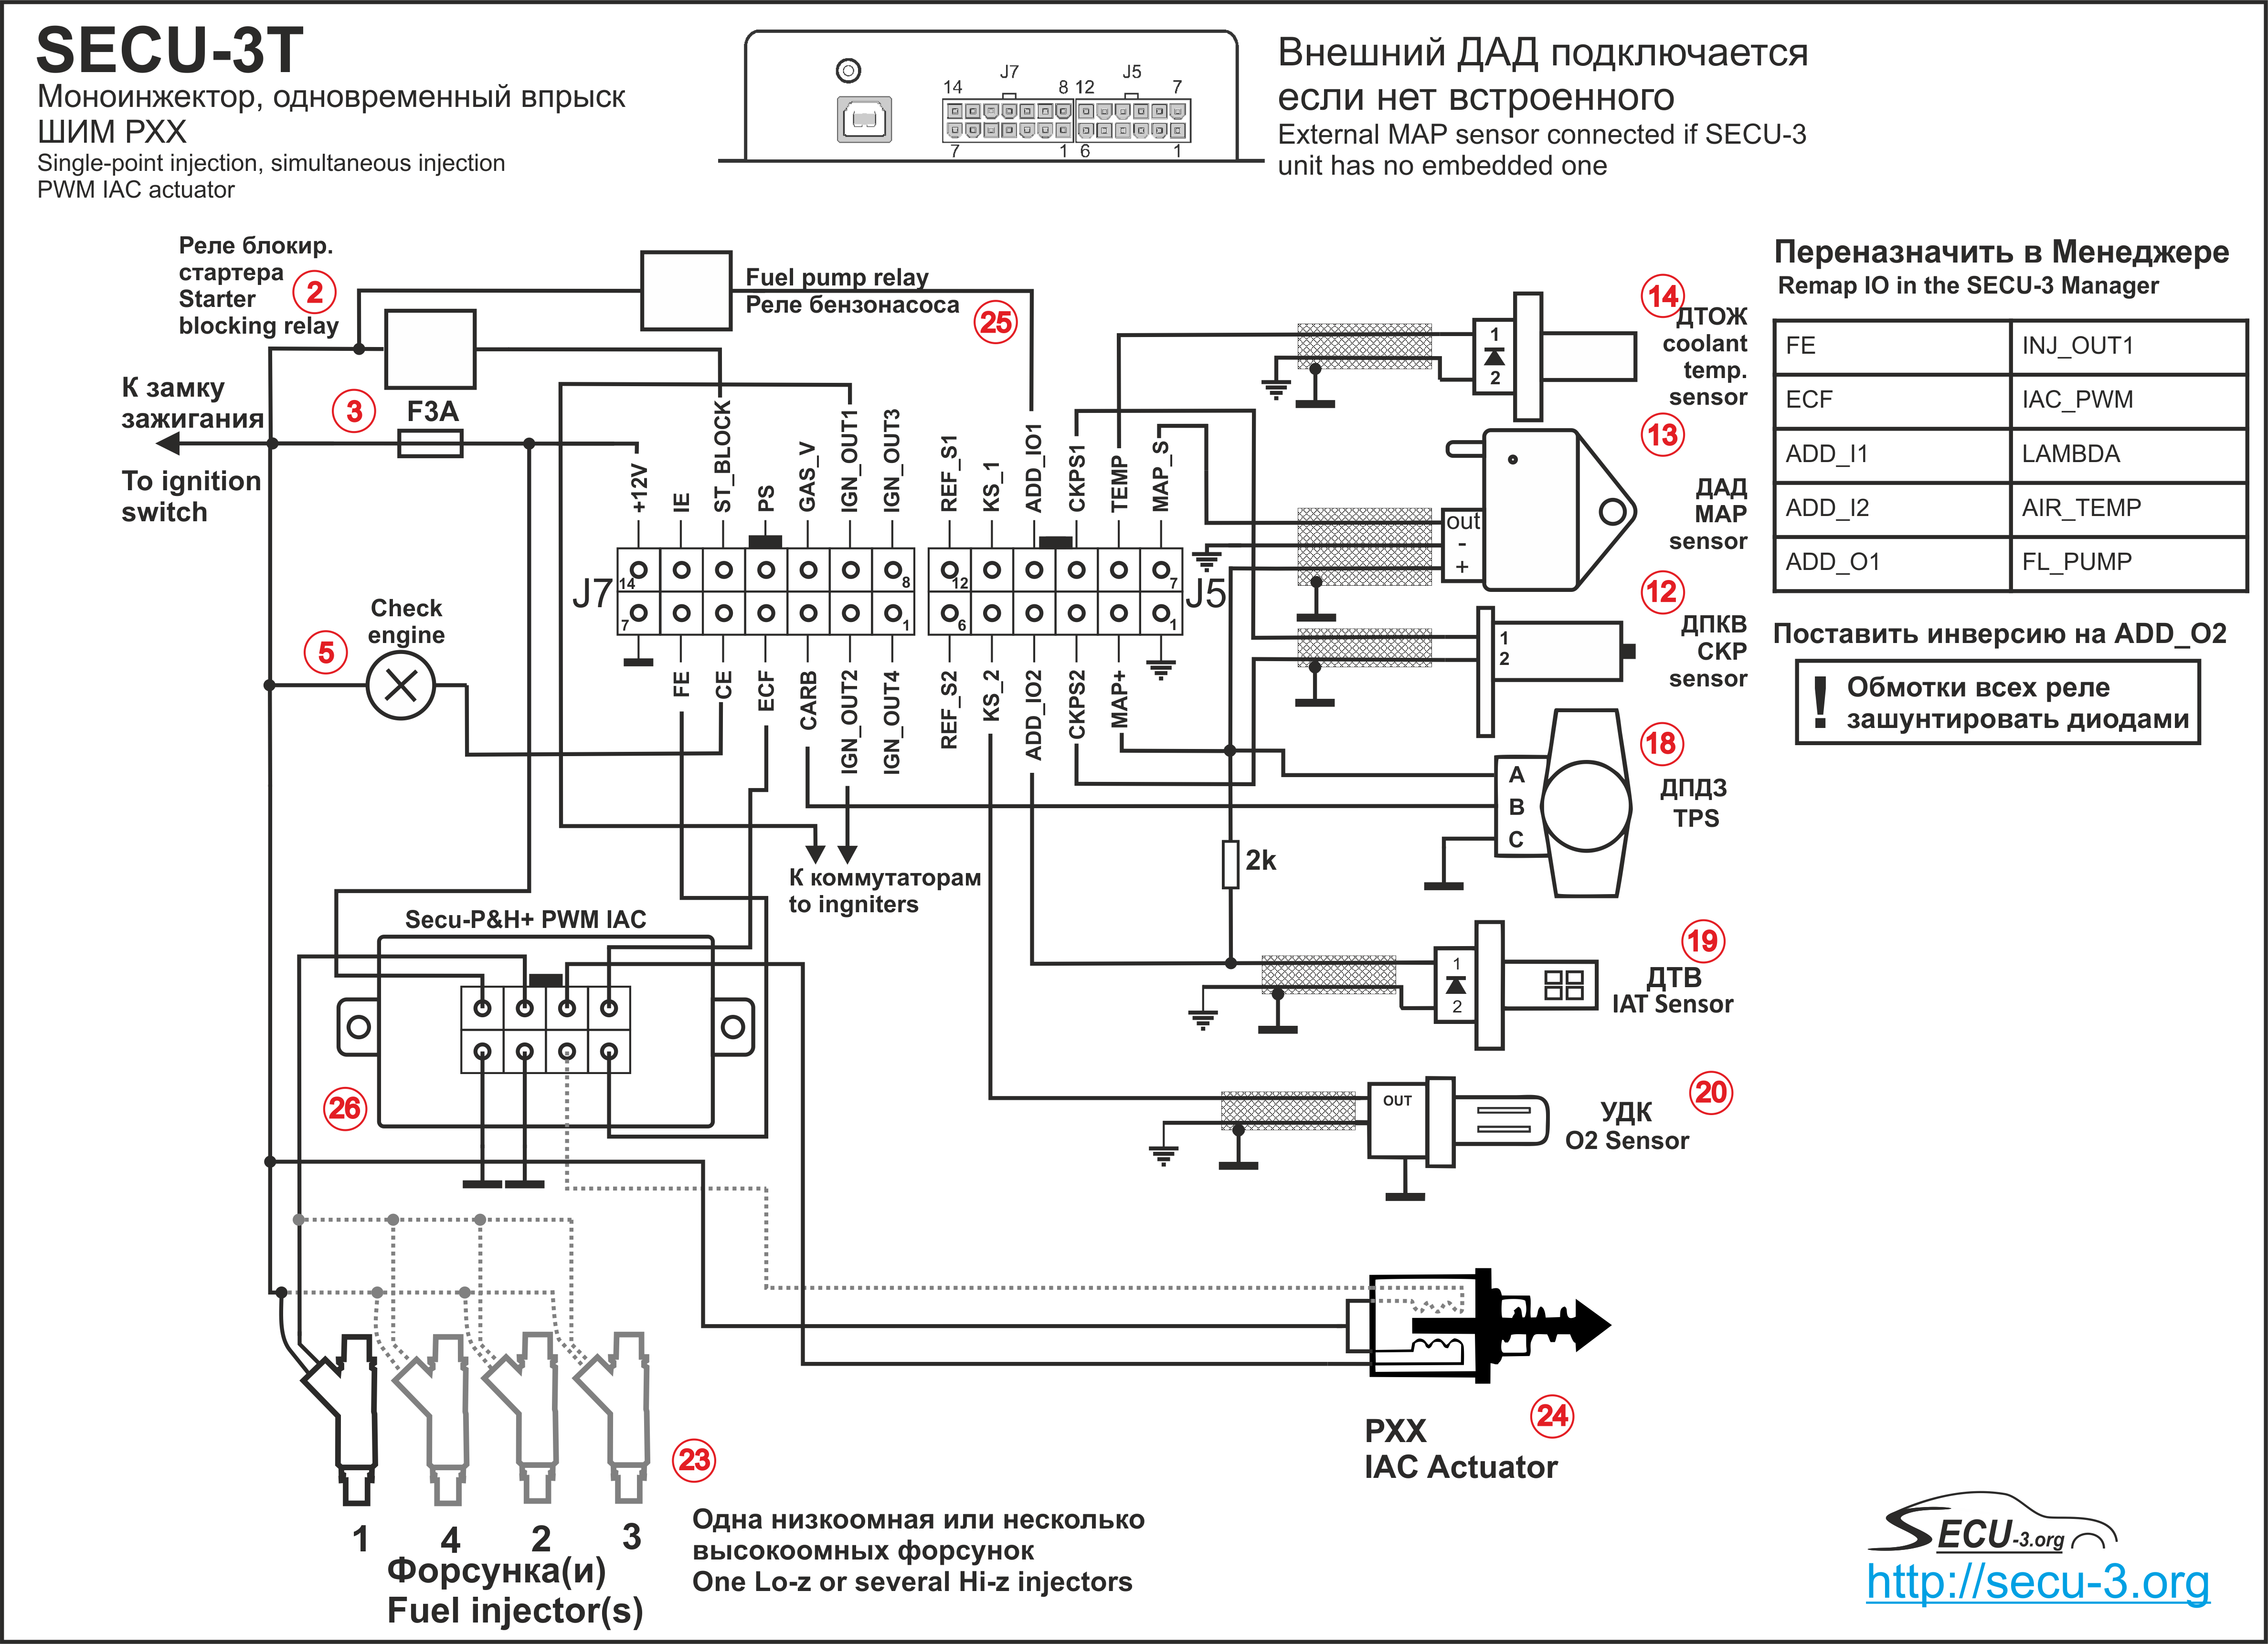 SECU-3T
Моноинжектор, одновременный впрыск
ШИМ РХХ
Single-point injection, simultaneous injection
PWM IAC actuator
J7
J5
14
8
12
7
7
1
6
1
Внешний ДАД подключается
если нет встроенного
External MAP sensor connected if SECU-3
unit has no embedded one
Реле блокир.
стартера
Starter
blocking relay
2
Fuel pump relay
Реле бензонасоса
25
К замку
зажигания
To ignition
switch
3
F3A
+12V
IE
ST_BLOCK
PS
GAS_V
IGN_OUT1
IGN_OUT3
REF_S1
KS_1
ADD_IO1
CKPS1
TEMP
MAP_S
J7
14
8
7
1
12
7
6
1
J5
FE
CE
ECF
CARB
IGN_OUT2
IGN_OUT4
REF_S2
KS_2
ADD_IO2
CKPS2
MAP+
Check
engine
5
К коммутаторам
to ingniters
Secu-P&H+ PWM IAC
26
1
2
14
ДТОЖ
coolant
temp.
sensor
out
-
+
13
ДАД
MAP
sensor
1
2
12
ДПКВ
CKP
sensor
A
B
C
18
ДПДЗ
TPS
2k
1
2
19
ДТВ
IAT Sensor
OUT
20
УДК
O2 Sensor
РХХ
IAC Actuator
24
1
4
2
3
23
Форсунка(и)
Fuel injector(s)
Одна низкоомная или несколько
высокоомных форсунок
One Lo-z or several Hi-z injectors
Переназначить в Менеджере
Remap IO in the SECU-3 Manager
FE INJ_OUT1
ECF IAC_PWM
ADD_I1 LAMBDA
ADD_I2 AIR_TEMP
ADD_O1 FL_PUMP
Поставить инверсию на ADD_O2
! Обмотки всех реле
зашунтировать диодами
SECU-3.org
http://secu-3.org